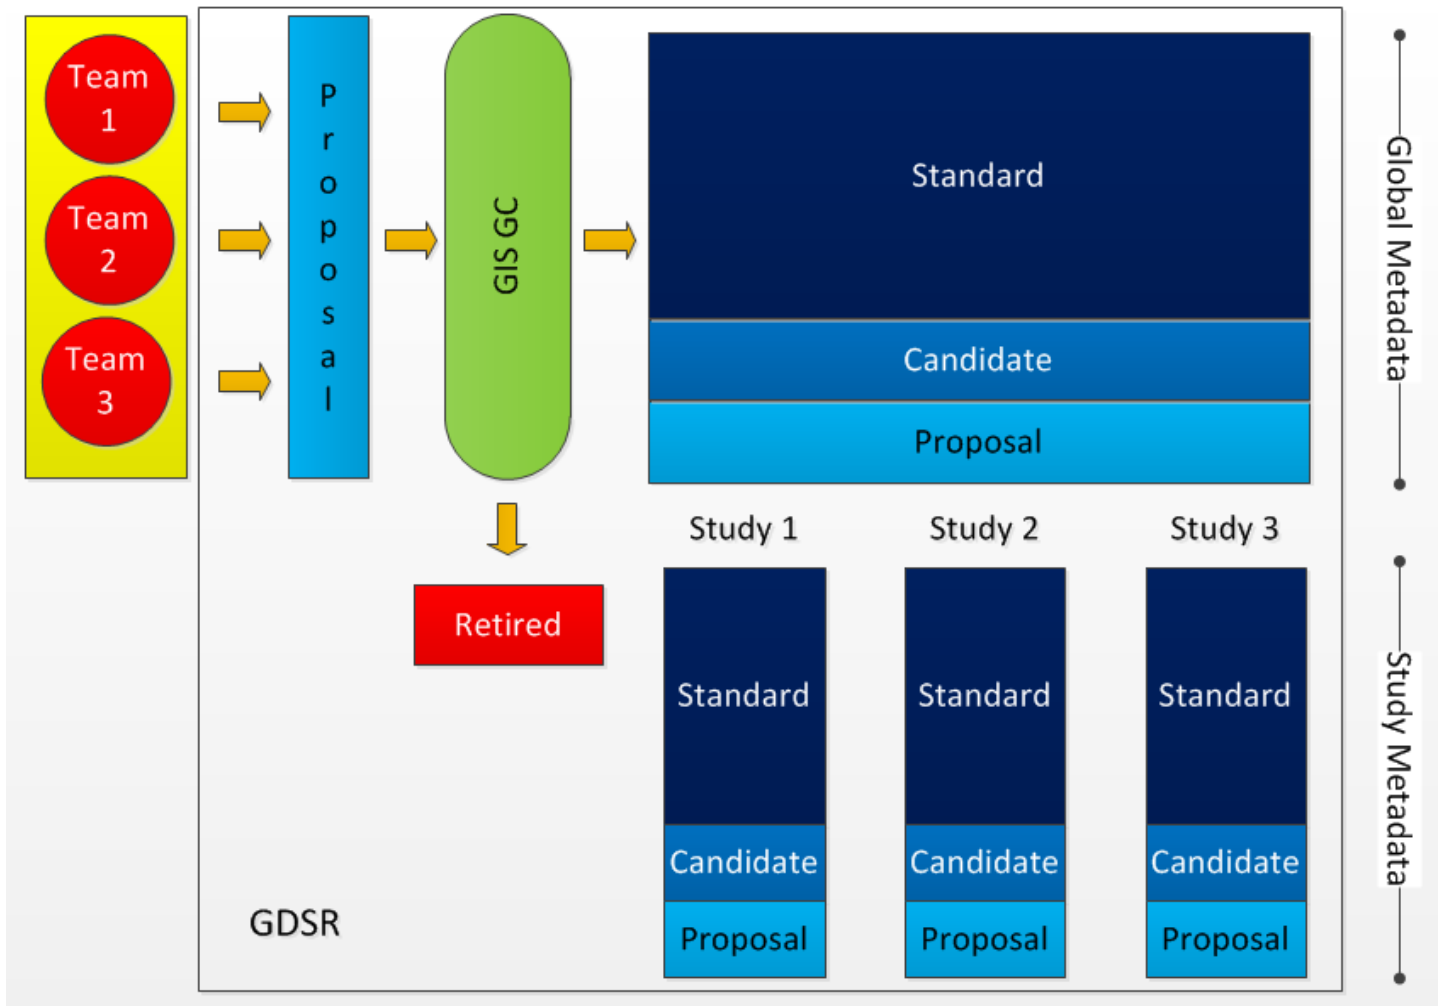 Team
1
Team
2
Team
3
Proposal
GIS GC
Retired
Standard
Candidate
Proposal
Global Metadata
Study 1
Study 2
Study 3
Standard
Candidate
Proposal
Standard
Candidate
Proposal
Standard
Candidate
Proposal
Study Metadata
GDSR